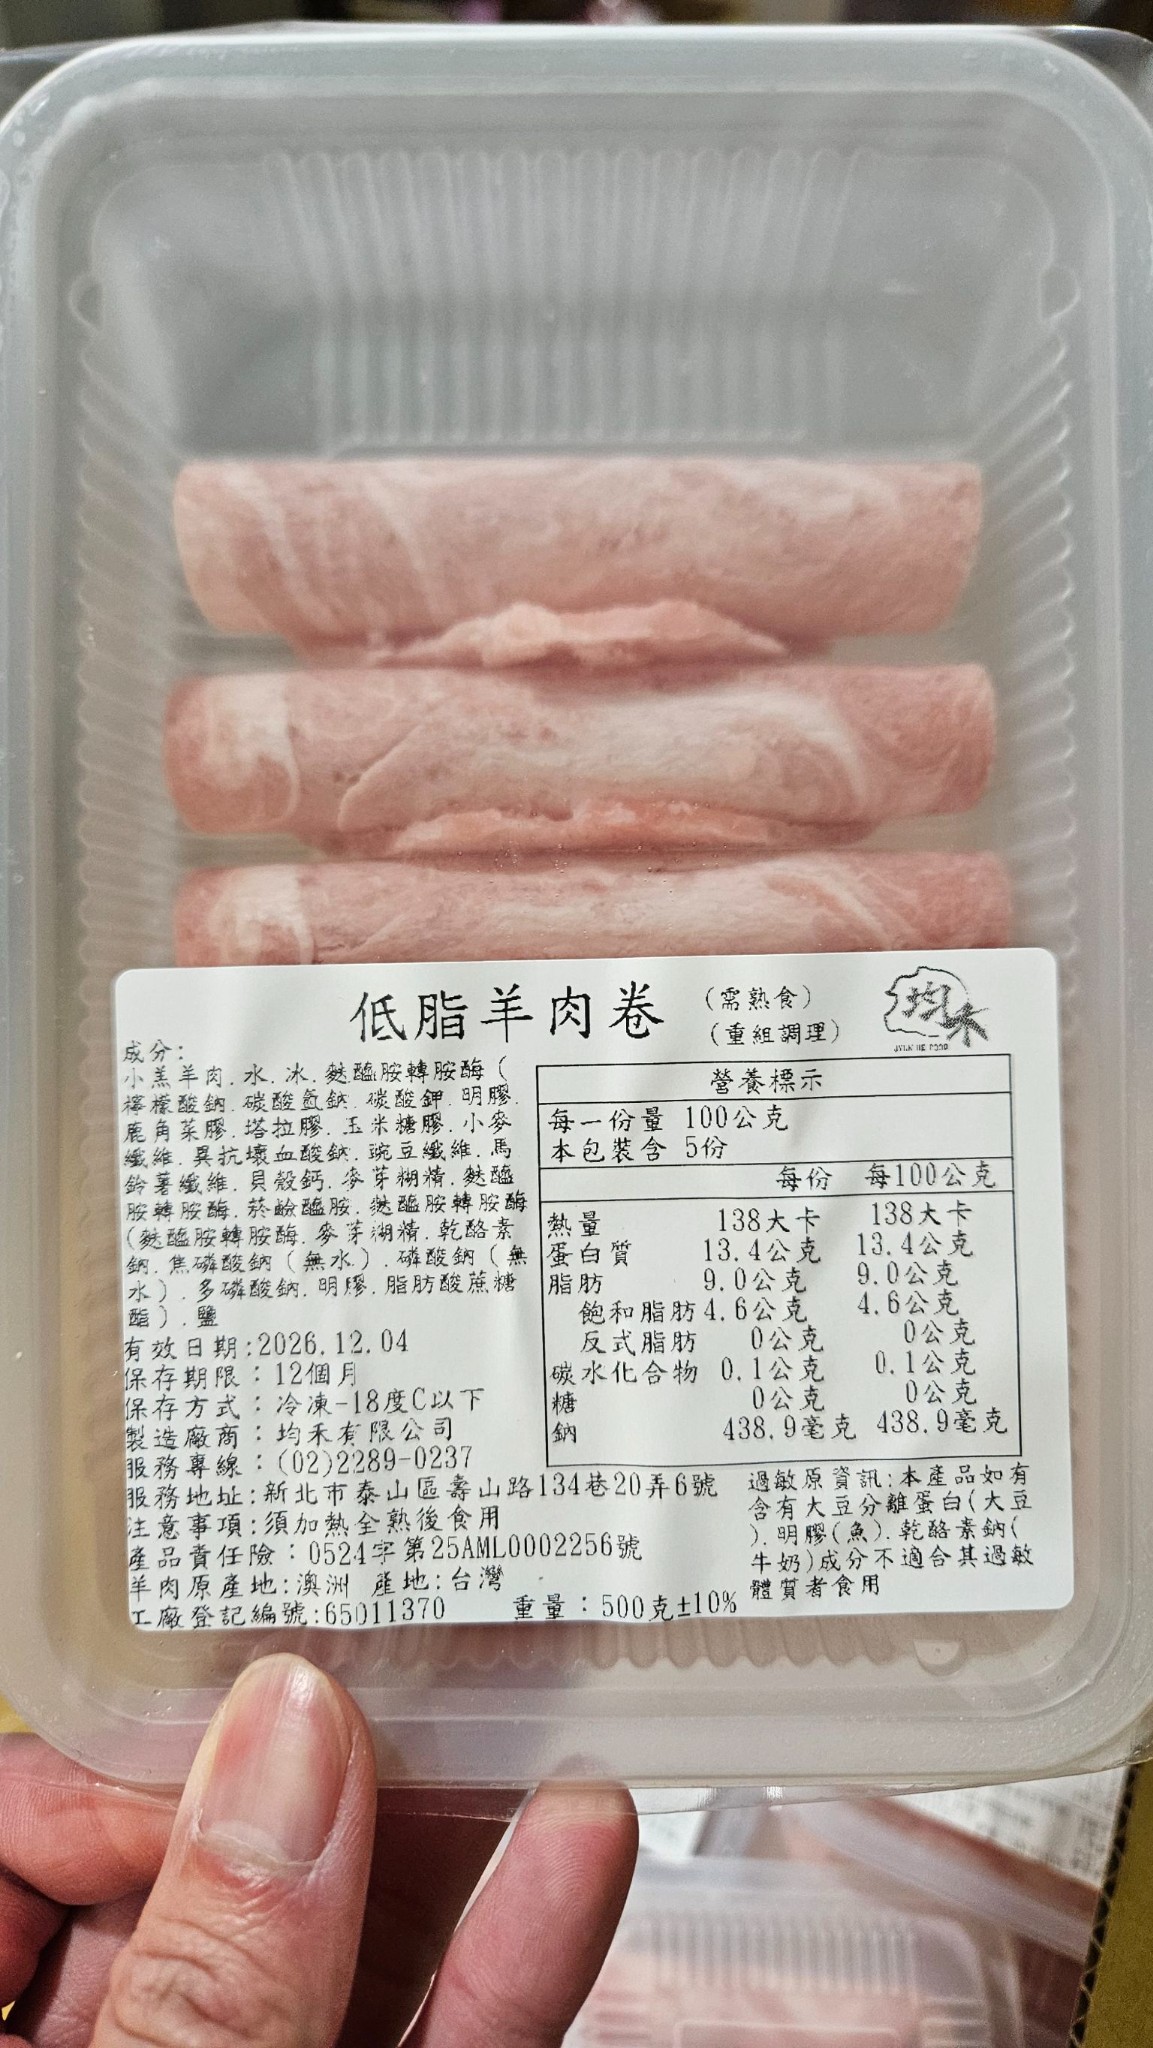 低脂羊肉卷
（需熟食）
（重組調理）
均禾
成分：
小羔羊肉.水.冰.麩醯胺轉胺酶（
檸檬酸鈉.碳酸氫鈉.碳酸鉀.明膠.
鹿角菜膠.塔拉膠.玉米糖膠.小麥
纖維.異抗壞血酸鈉.豌豆纖維.馬
鈴薯纖維.貝殼鈣.麥芽糊精.麩醯
胺轉胺酶.菸鹼醯胺.麩醯胺轉胺酶
（麩醯胺轉胺酶.麥芽糊精.乾酪素
鈉.焦磷酸鈉（無水）.磷酸鈉（無
水）.多磷酸鈉.明膠.脂肪酸蔗糖
酯）.鹽
有效日期:2026.12.04
保存期限：12個月
保存方式：冷凍-18度C以下
製造廠商：均禾有限公司
服務專線：(02)2289-0237
服務地址:新北市泰山區壽山路134巷20弄6號
注意事項:須加熱全熟後食用
產品責任險：0524字第25AML0002256號
羊肉原產地:澳洲 產地:台灣
工廠登記編號:65011370
重量：500克±10%
營養標示
每一份量 100公克
本包裝含 5份
每份 每100公克
熱量 138大卡 138大卡
蛋白質 13.4公克 13.4公克
脂肪 9.0公克 9.0公克
飽和脂肪 4.6公克 4.6公克
反式脂肪 0公克 0公克
碳水化合物 0.1公克 0.1公克
糖 0公克 0公克
鈉 438.9毫克 438.9毫克
過敏原資訊:本產品如有
含有大豆分離蛋白(大豆
).明膠(魚).乾酪素鈉(
牛奶)成分不適合其過敏
體質者食用